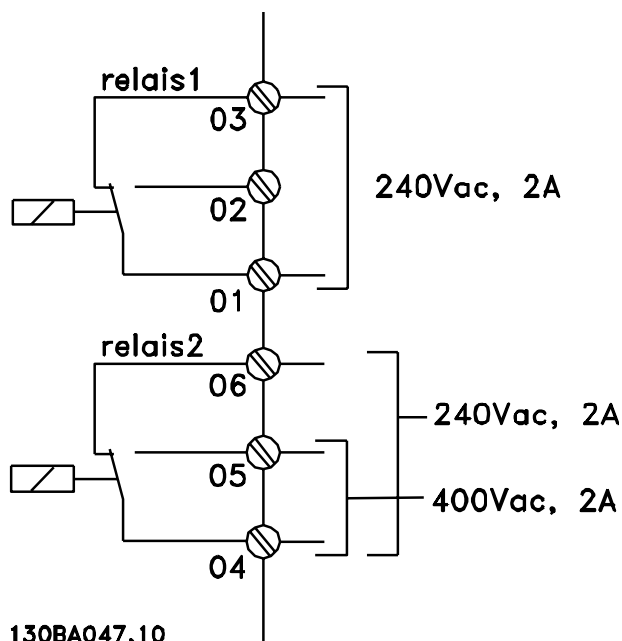 relais1
03
240Vac, 2A
02
01
relais2
06
240Vac, 2A
05
400Vac, 2A
04
130BA047.10